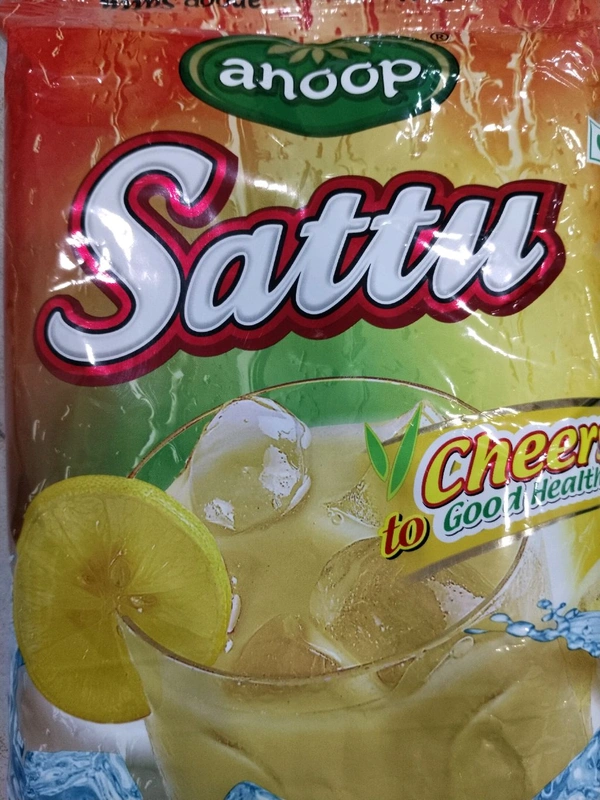 anoop®
Sattu
Cheers
to Good Health